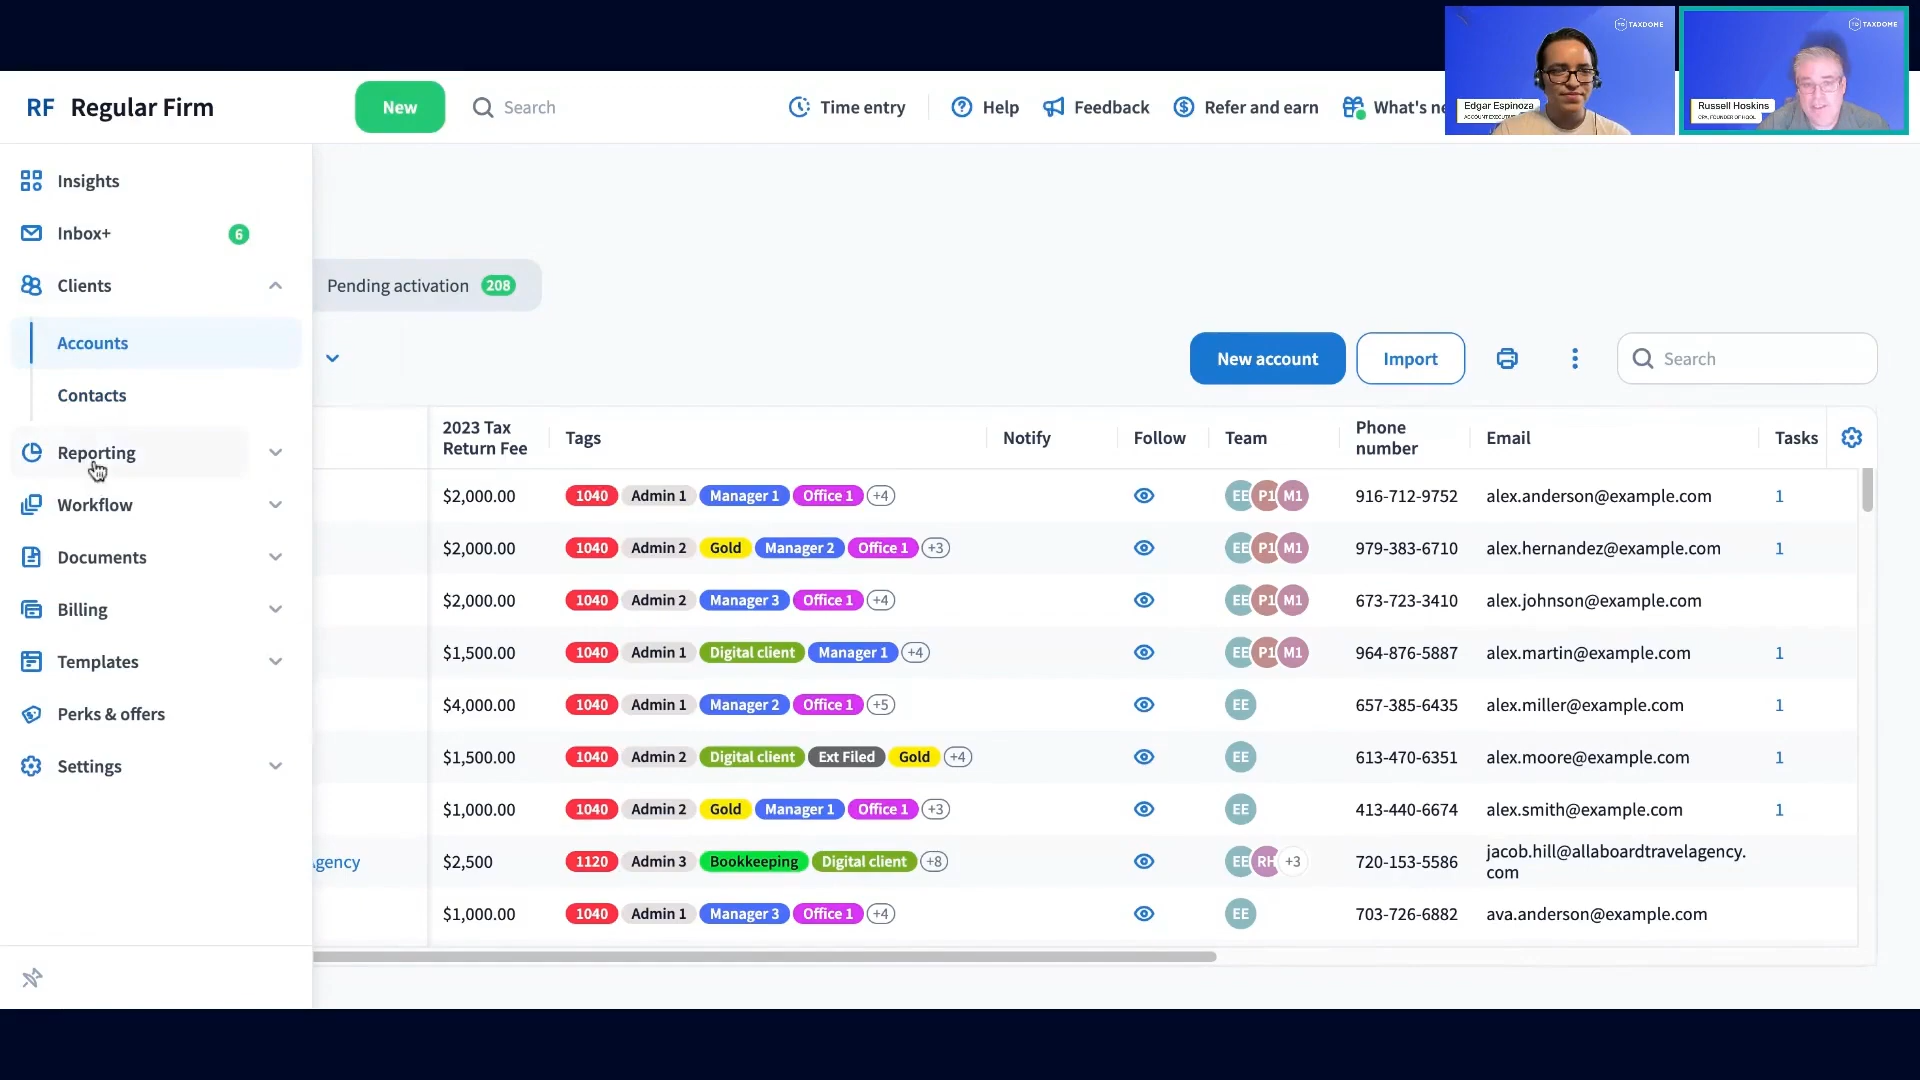 TAXDOME
TAXDOME
RF Regular Firm
New
Search
Time entry
Help
Feedback
Refer and earn
What's ne
Edgar Espinoza
ACCOUNT EXECUTI
Russell Hoskins
CPA, FOUNDER OF HOOL
Insights
Inbox+ 6
Clients
Accounts
Contacts
Reporting
Workflow
Documents
Billing
Templates
Perks & offers
Settings
Pending activation 208
New account
Import
Search
2023 Tax
Return Fee
Tags
Notify
Follow
Team
Phone
number
Email
Tasks
$2,000.00 1040 Admin 1 Manager 1 Office 1 +4 EE P1 M1 916-712-9752 alex.anderson@example.com 1
$2,000.00 1040 Admin 2 Gold Manager 2 Office 1 +3 EE P1 M1 979-383-6710 alex.hernandez@example.com 1
$2,000.00 1040 Admin 2 Manager 3 Office 1 +4 EE P1 M1 673-723-3410 alex.johnson@example.com
$1,500.00 1040 Admin 1 Digital client Manager 1 +4 EE P1 M1 964-876-5887 alex.martin@example.com 1
$4,000.00 1040 Admin 1 Manager 2 Office 1 +5 EE 657-385-6435 alex.miller@example.com 1
$1,500.00 1040 Admin 2 Digital client Ext Filed Gold +4 EE 613-470-6351 alex.moore@example.com 1
$1,000.00 1040 Admin 2 Gold Manager 1 Office 1 +3 EE 413-440-6674 alex.smith@example.com 1
gency $2,500 1120 Admin 3 Bookkeeping Digital client +8 EE RH +3 720-153-5586 jacob.hill@allaboardtravelagency.
com
$1,000.00 1040 Admin 1 Manager 3 Office 1 +4 EE 703-726-6882 ava.anderson@example.com